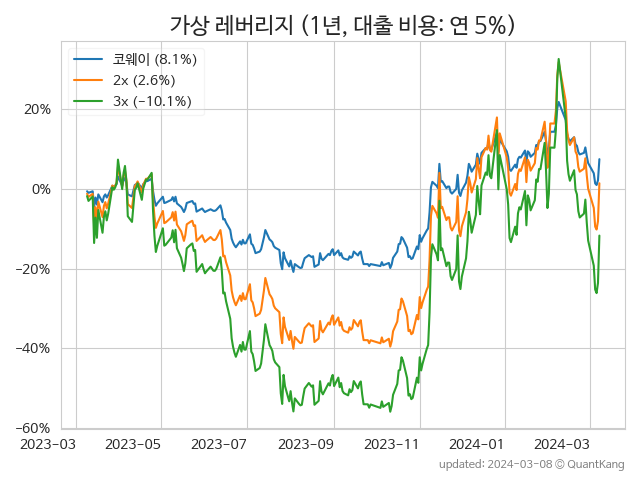 가상 레버리지 (1년, 대출 비용: 연 5%)
코웨이 (8.1%)
2x (2.6%)
3x (−10.1%)
20%
0%
−20%
−40%
−60%
2023-03 2023-05 2023-07 2023-09 2023-11 2024-01 2024-03
updated: 2024-03-08 © QuantKang